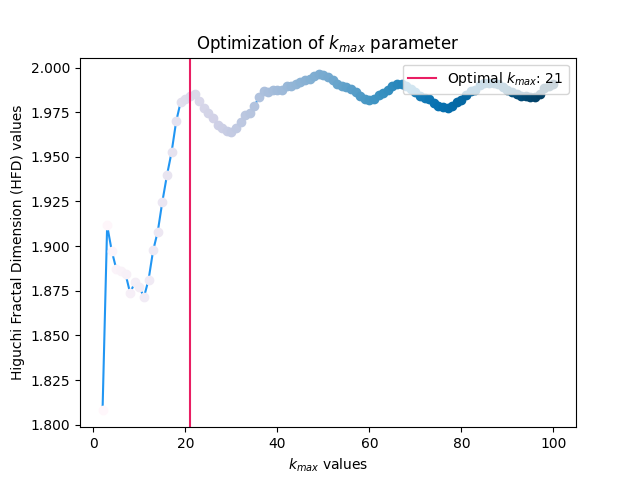 Optimization of $k_{max}$ parameter
Optimal $k_{max}$: 21
Higuchi Fractal Dimension (HFD) values
2.000
1.975
1.950
1.925
1.900
1.875
1.850
1.825
1.800
0 20 40 60 80 100
$k_{max}$ values